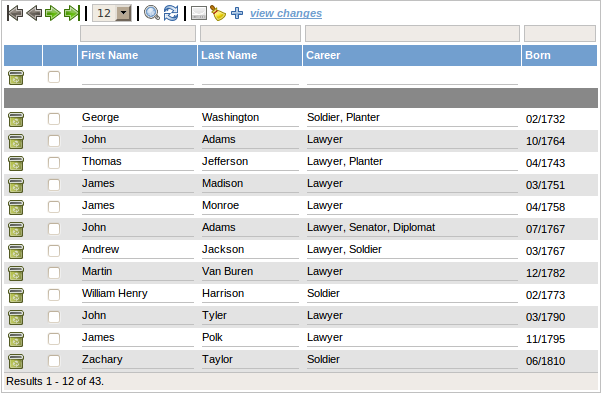 12 view changes
First Name Last Name Career Born
George Washington Soldier, Planter 02/1732
John Adams Lawyer 10/1764
Thomas Jefferson Lawyer, Planter 04/1743
James Madison Lawyer 03/1751
James Monroe Lawyer 04/1758
John Adams Lawyer, Senator, Diplomat 07/1767
Andrew Jackson Lawyer, Soldier 03/1767
Martin Van Buren Lawyer 12/1782
William Henry Harrison Soldier 02/1773
John Tyler Lawyer 03/1790
James Polk Lawyer 11/1795
Zachary Taylor Soldier 06/1810
Results 1 - 12 of 43.